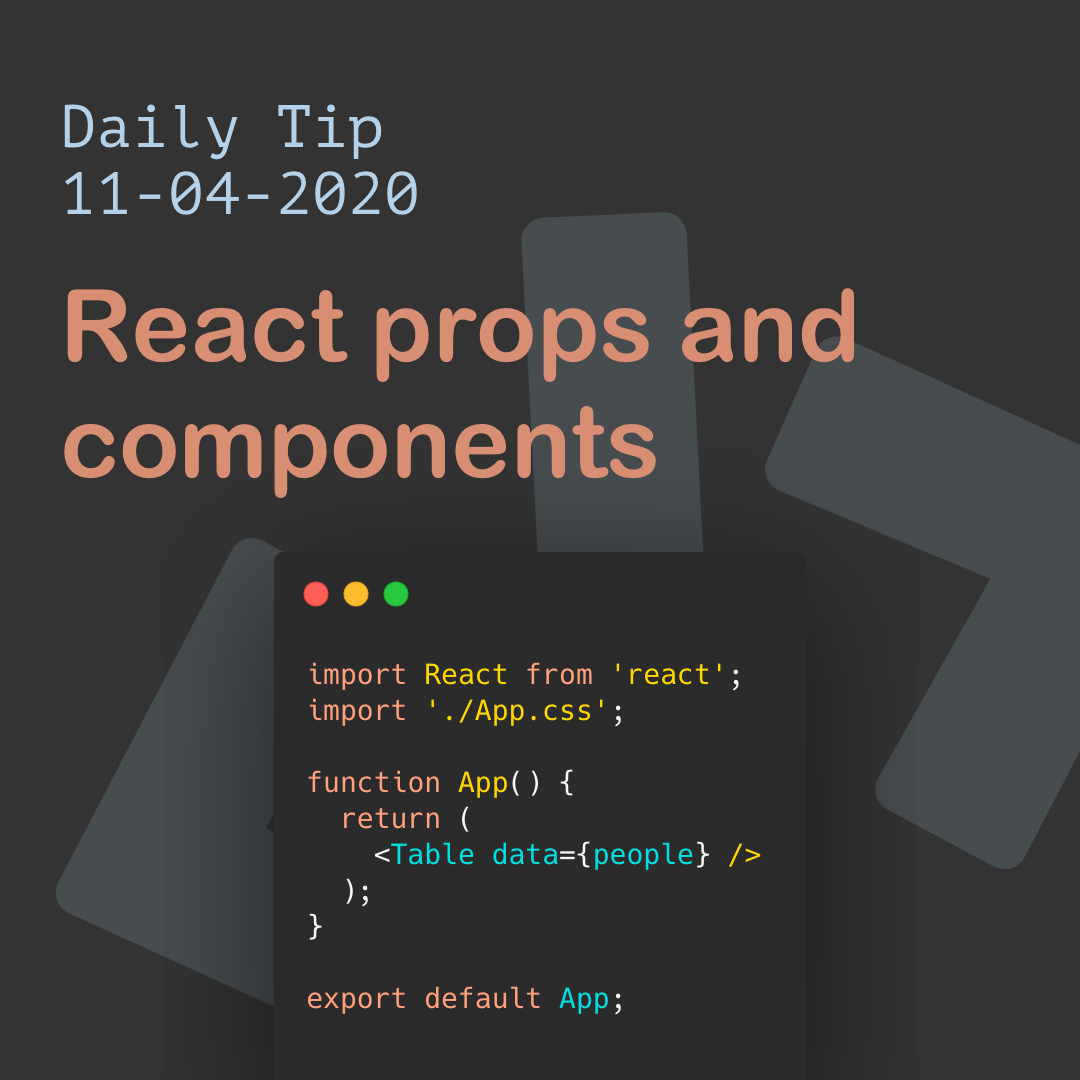 Daily Tip
11-04-2020
React props and
components
import React from 'react';
import './App.css';
function App() {
  return (
    <Table data={people} />
  );
}
export default App;